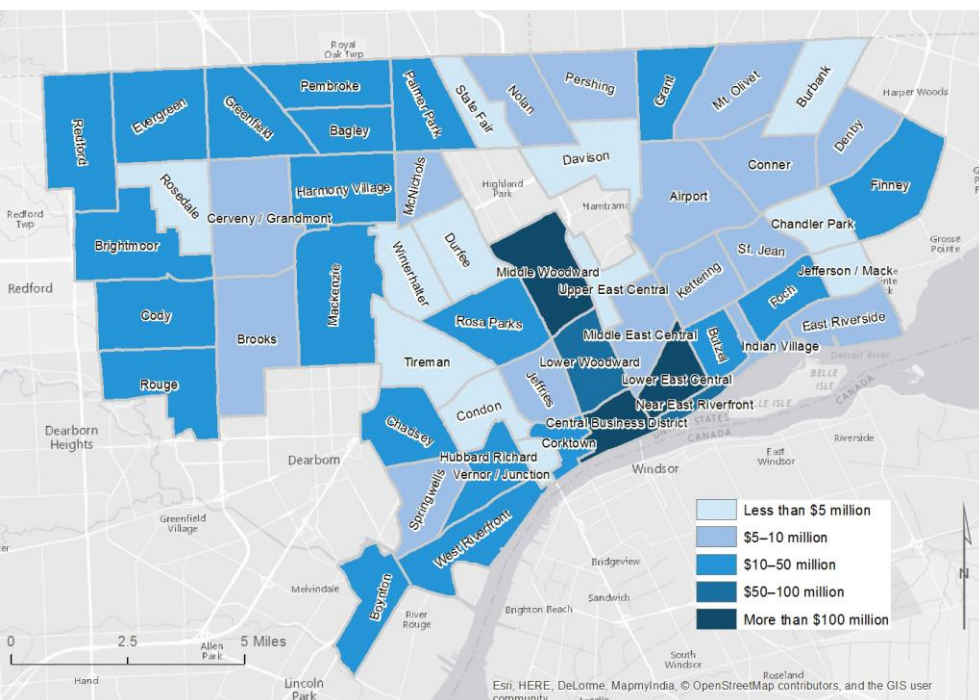 Royal
Oak Twp
Redford
Evergreen
Greenfield
Pembroke
Bagley
Palmer Park
State Fair
Nolan
Pershing
Grant
Mt. Olivet
Burbank
Harper Woods
Denby
Finney
Conner
Davison
Airport
Highland
Park
Hamtramc
McNichols
Harmony Village
Rosedale
Cerveny / Grandmont
Redford
Twp
Brightmoor
Chandler Park
Grosse
Pointe
St. Jean
Kettering
Durfee
Winterhalter
Middle Woodward
Upper East Central
Jefferson / Macke
Park
Foch
East Riverside
Redford
Mackenzie
Cody
Brooks
Rosa Parks
Middle East Central
Butzel
Indian Village
Detroit River
BELLE
ISLE
CANADA
Tireman
Lower Woodward
Jeffries
Lower East Central
Rouge
Near East Riverfront
Condon
Chadsey
Central Business District
Corktown
Hubbard Richard
Vernor / Junction
Dearborn
Heights
Dearborn
Windsor
East
Windsor
Riverside
CANADA
Springwells
West Riverfront
Greenfield
Village
Boynton
Melvindale
River
Rouge
Bridgeview
Brighton Beach
Sandwich
Less than $5 million
$5–10 million
$10–50 million
$50–100 million
More than $100 million
N
0 2.5 5 Miles
Allen
Park
Hand
Lincoln
Park
South
Windsor
Roseland
Esri, HERE, DeLorme, MapmyIndia, © OpenStreetMap contributors, and the GIS user
community